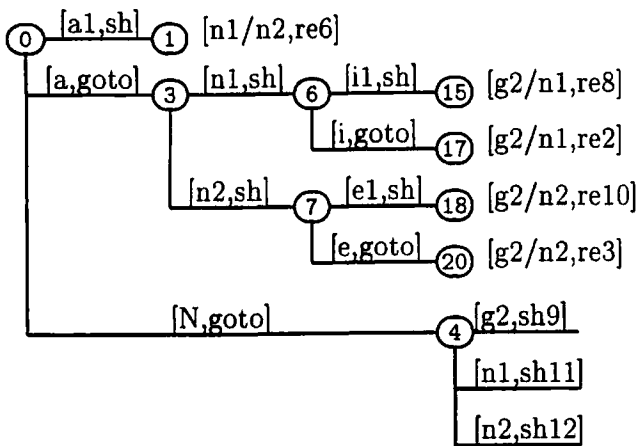 0 [a1,sh] 1 [n1/n2,re6]
[a,goto] 3 [n1,sh] 6 [i1,sh] 15 [g2/n1,re8]
[i,goto] 17 [g2/n1,re2]
[n2,sh] 7 [e1,sh] 18 [g2/n2,re10]
[e,goto] 20 [g2/n2,re3]
[N,goto] 4 [g2,sh9]
[n1,sh11]
[n2,sh12]